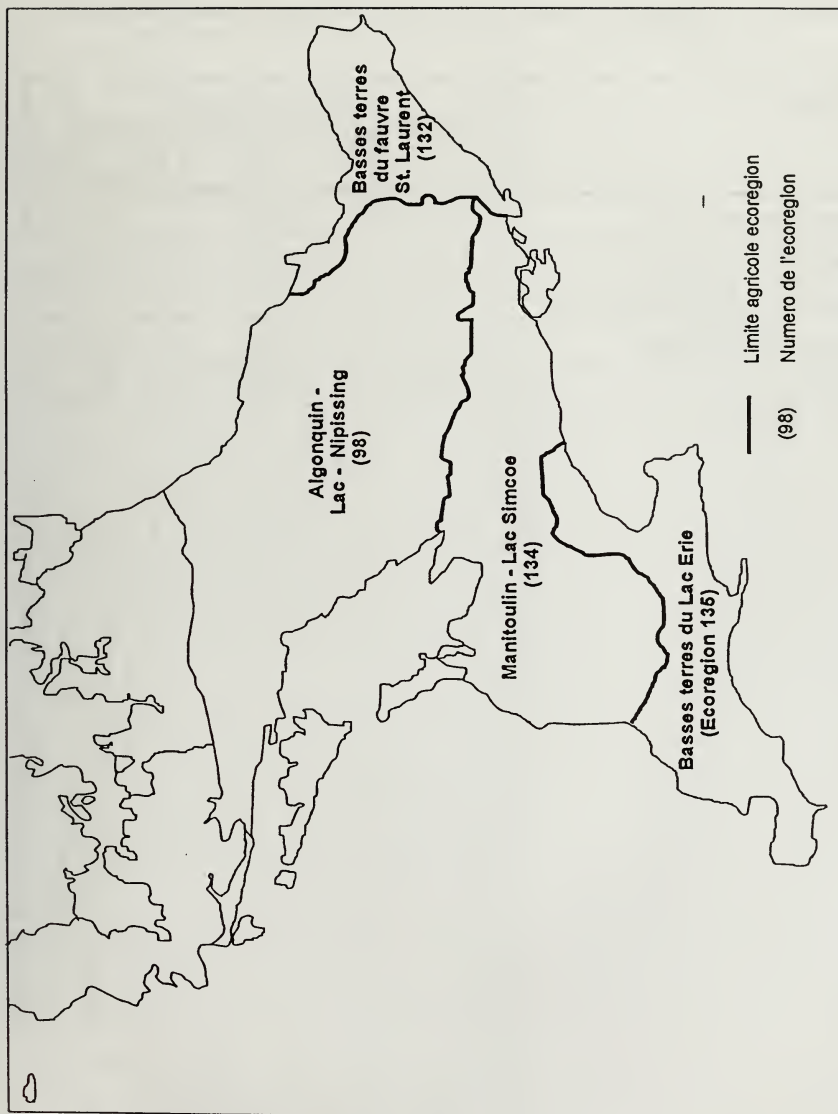 Basses terres
du fauvre
St. Laurent
(132)
Algonquin -
Lac - Nipissing
(98)
Manitoulin - Lac Simcoe
(134)
Basses terres du Lac Erie
(Ecoregion 135)
Limite agricole ecoregion
(98) Numero de l'ecoregion